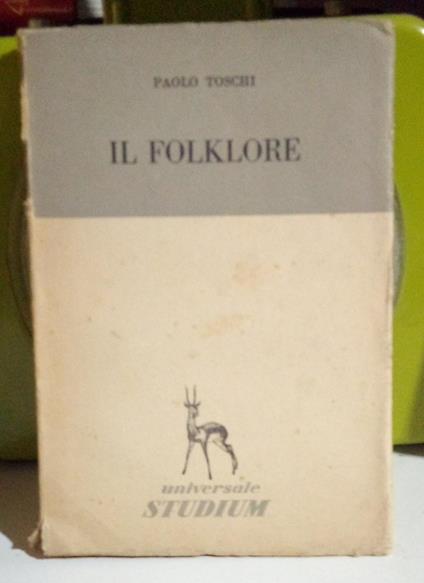 PAOLO TOSCHI
IL FOLKLORE
universale
STUDIUM